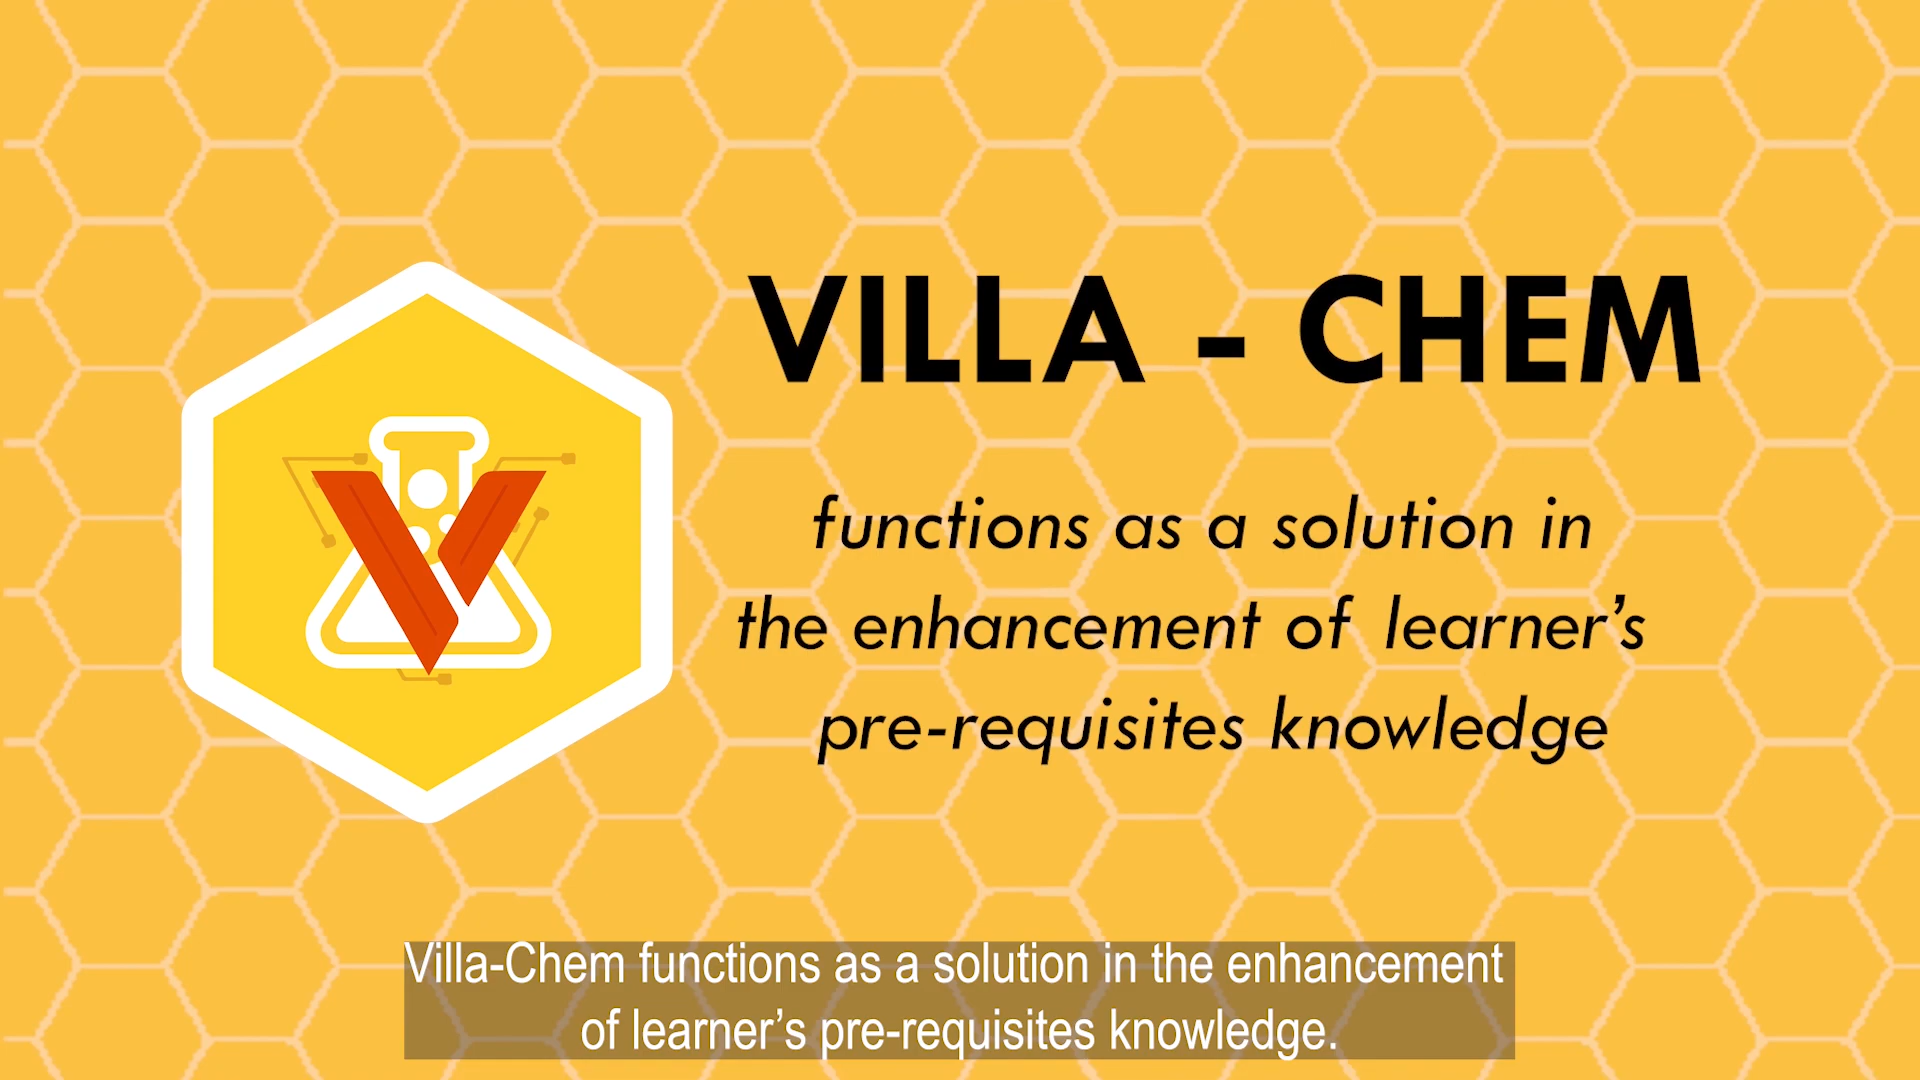 VILLA - CHEM
functions as a solution in
the enhancement of learner’s
pre-requisites knowledge
Villa-Chem functions as a solution in the enhancement
of learner’s pre-requisites knowledge.